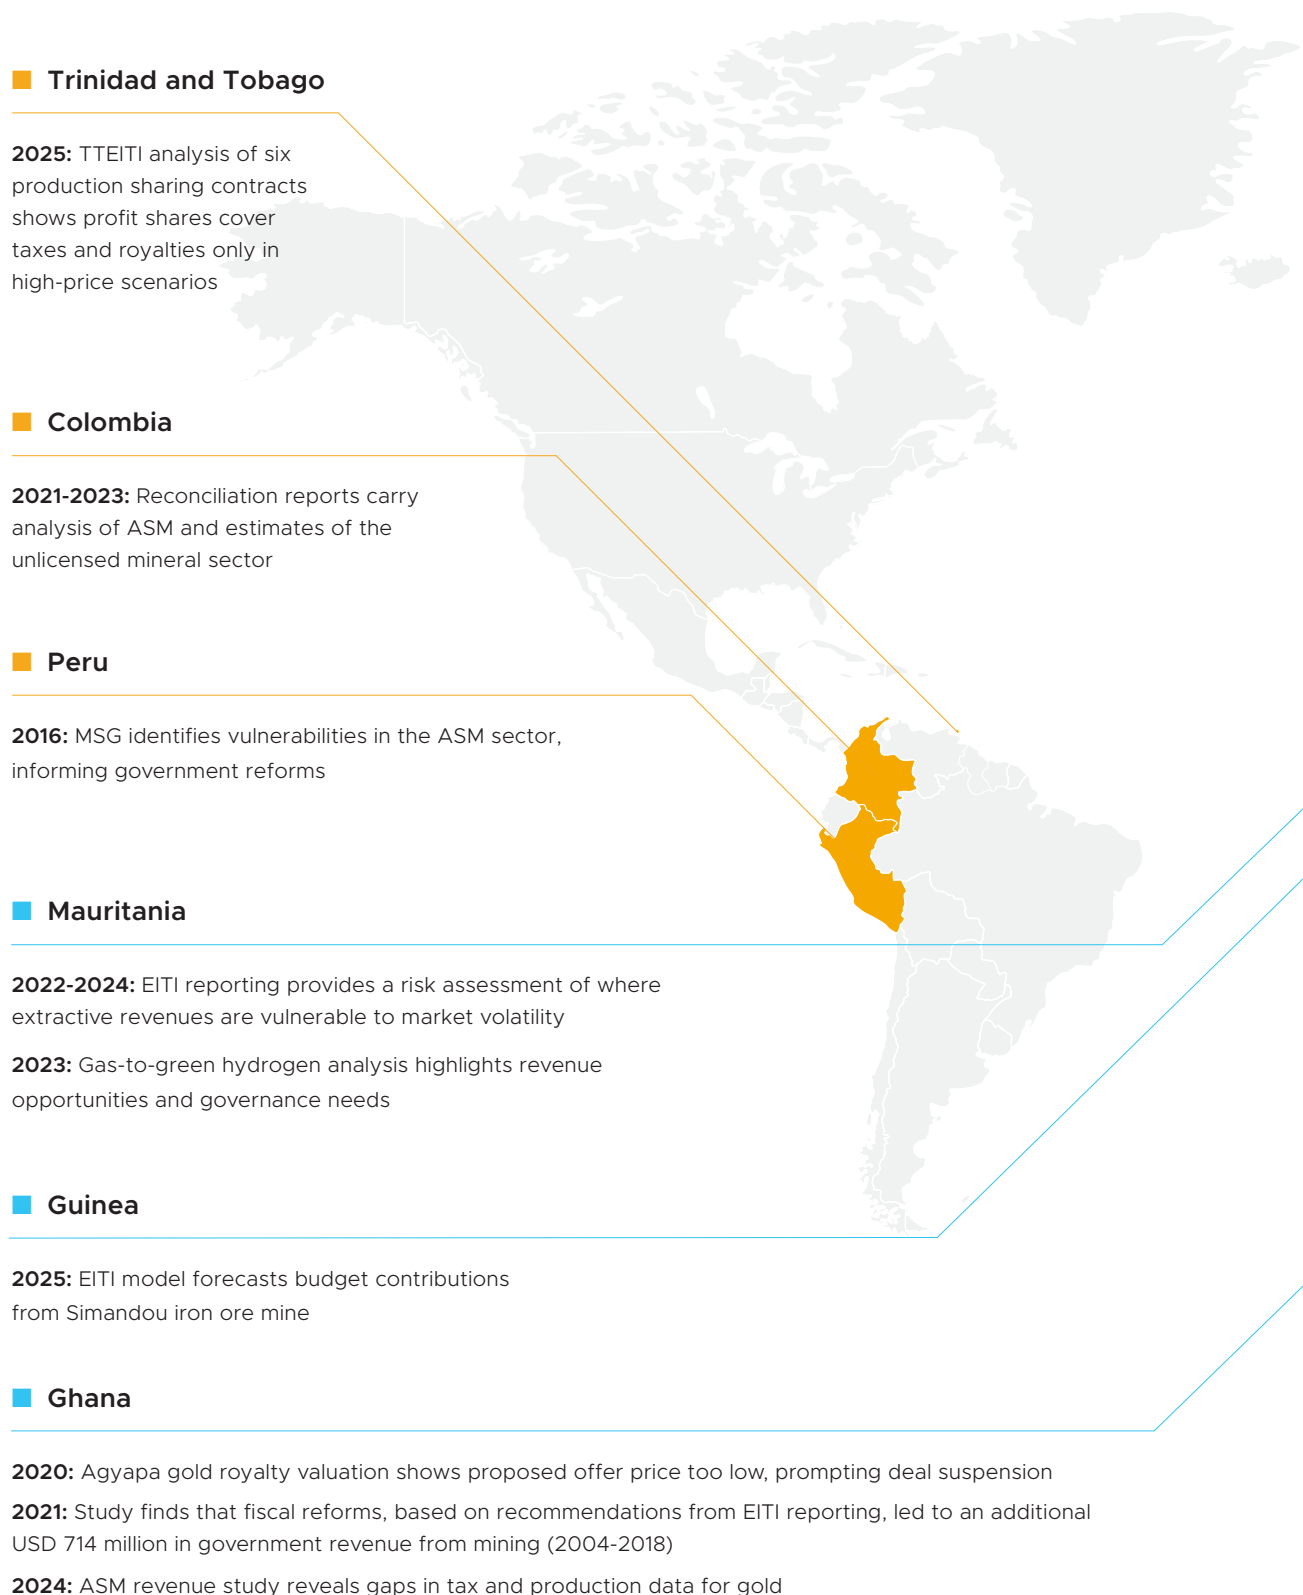 Trinidad and Tobago
2025: TTEITI analysis of six
production sharing contracts
shows profit shares cover
taxes and royalties only in
high-price scenarios
Colombia
2021-2023: Reconciliation reports carry
analysis of ASM and estimates of the
unlicensed mineral sector
Peru
2016: MSG identifies vulnerabilities in the ASM sector,
informing government reforms
Mauritania
2022-2024: EITI reporting provides a risk assessment of where
extractive revenues are vulnerable to market volatility
2023: Gas-to-green hydrogen analysis highlights revenue
opportunities and governance needs
Guinea
2025: EITI model forecasts budget contributions
from Simandou iron ore mine
Ghana
2020: Agyapa gold royalty valuation shows proposed offer price too low, prompting deal suspension
2021: Study finds that fiscal reforms, based on recommendations from EITI reporting, led to an additional
USD 714 million in government revenue from mining (2004-2018)
2024: ASM revenue study reveals gaps in tax and production data for gold